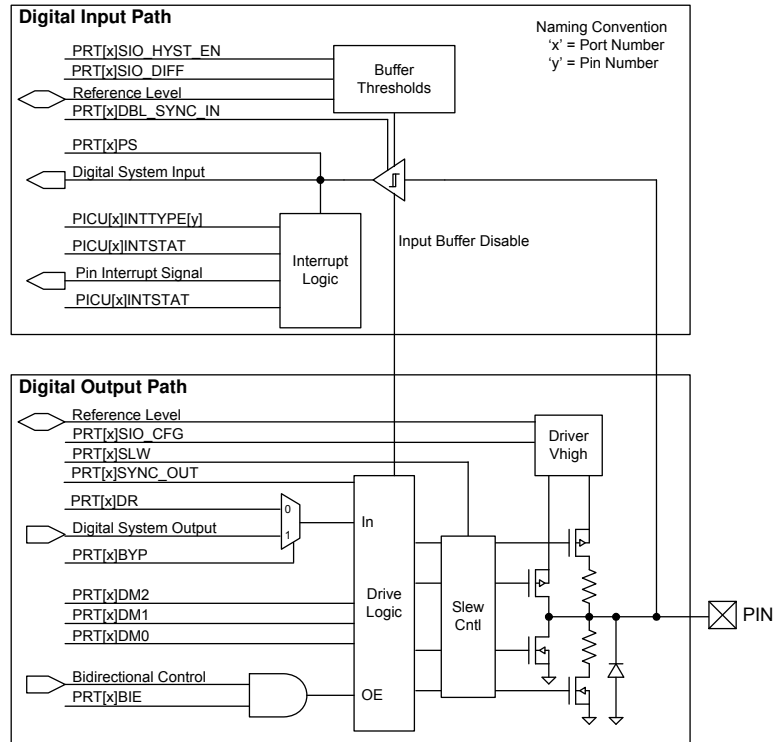 Digital Input Path
Naming Convention
'x' = Port Number
'y' = Pin Number
PRT[x]SIO_HYST_EN
PRT[x]SIO_DIFF
Reference Level
PRT[x]DBL_SYNC_IN
Buffer
Thresholds
PRT[x]PS
Digital System Input
PICU[x]INTTYPE[y]
PICU[x]INTSTAT
Pin Interrupt Signal
PICU[x]INTSTAT
Interrupt
Logic
Input Buffer Disable
Digital Output Path
Reference Level
PRT[x]SIO_CFG
PRT[x]SLW
PRT[x]SYNC_OUT
Driver
Vhigh
PRT[x]DR
Digital System Output
PRT[x]BYP
0
1
In
PRT[x]DM2
PRT[x]DM1
PRT[x]DM0
Drive
Logic
Slew
Cntl
PIN
Bidirectional Control
PRT[x]BIE
OE